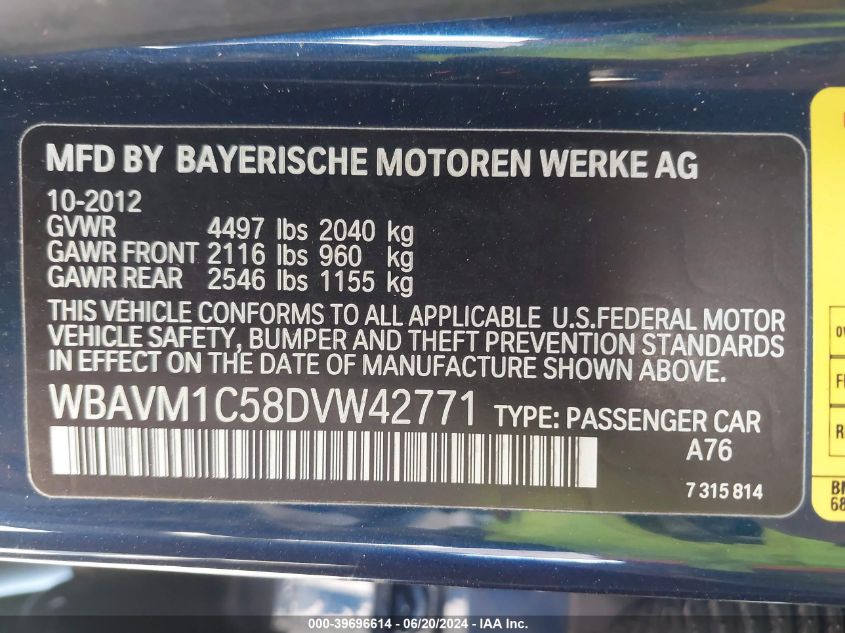 MFD BY BAYERISCHE MOTOREN WERKE AG
10-2012
GVWR 4497 lbs 2040 kg
GAWR FRONT 2116 lbs 960 kg
GAWR REAR 2546 lbs 1155 kg
THIS VEHICLE CONFORMS TO ALL APPLICABLE U.S.FEDERAL MOTOR
VEHICLE SAFETY, BUMPER AND THEFT PREVENTION STANDARDS
IN EFFECT ON THE DATE OF MANUFACTURE SHOWN ABOVE.
WBAVM1C58DVW42771 TYPE: PASSENGER CAR
A76
7 315 814
000-39696614 / 06/20/2024 - © IAA Inc.